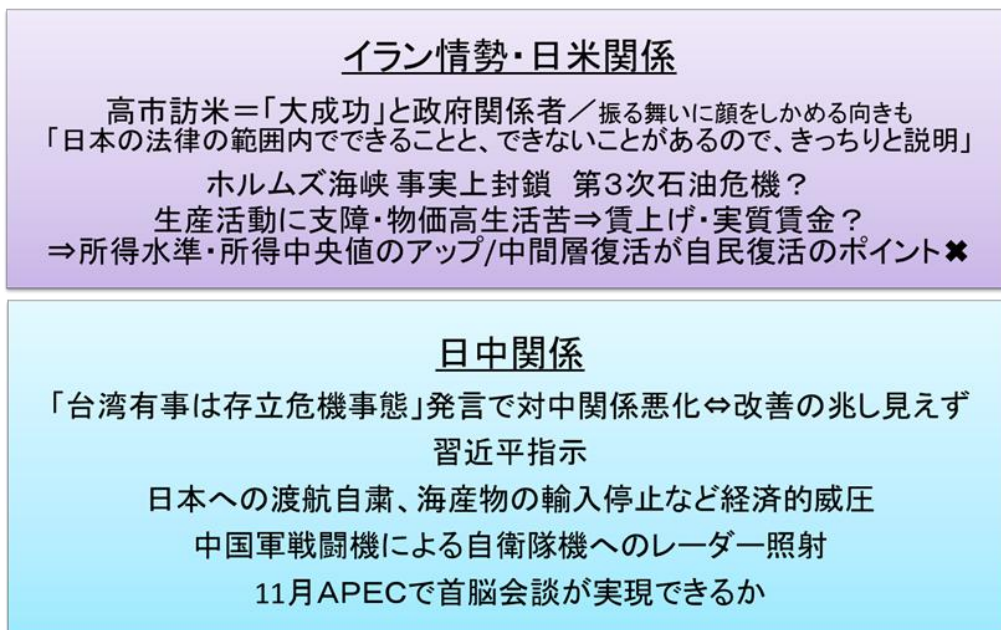 イラン情勢・日米関係
高市訪米＝「大成功」と政府関係者／振る舞いに顔をしかめる向きも
「日本の法律の範囲内でできることと、できないことがあるので、きっちりと説明」
ホルムズ海峡 事実上封鎖　第３次石油危機？
生産活動に支障・物価高生活苦⇒賃上げ・実質賃金？
⇒所得水準・所得中央値のアップ/中間層復活が自民復活のポイント✖
日中関係
「台湾有事は存立危機事態」発言で対中関係悪化⇔改善の兆し見えず
習近平指示
日本への渡航自粛、海産物の輸入停止など経済的威圧
中国軍戦闘機による自衛隊機へのレーダー照射
11月ＡＰＥＣで首脳会談が実現できるか